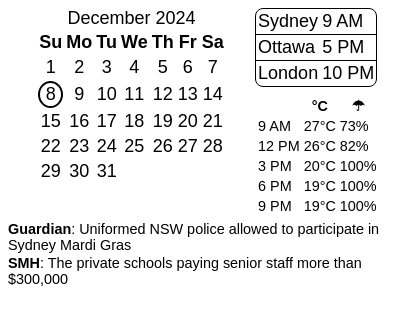 December 2024
Su Mo Tu We Th Fr Sa
1 2 3 4 5 6 7
8 9 10 11 12 13 14
15 16 17 18 19 20 21
22 23 24 25 26 27 28
29 30 31
Sydney 9 AM
Ottawa 5 PM
London 10 PM
°C ☂
9 AM 27°C 73%
12 PM 26°C 82%
3 PM 20°C 100%
6 PM 19°C 100%
9 PM 19°C 100%
Guardian: Uniformed NSW police allowed to participate in
Sydney Mardi Gras
SMH: The private schools paying senior staff more than
$300,000